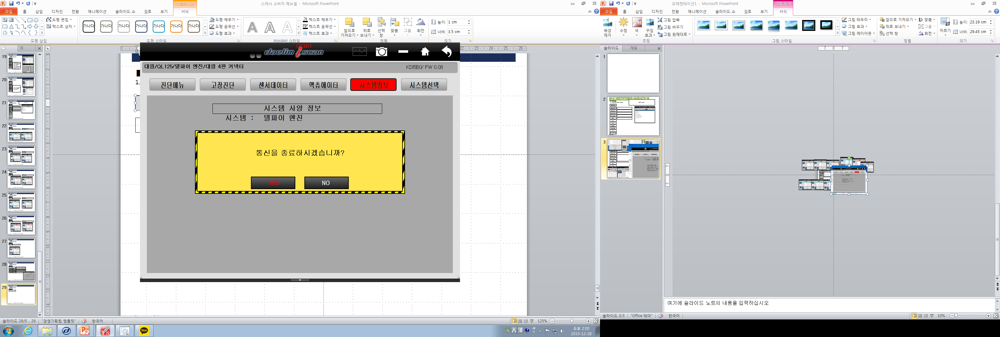 그리기 도구
스캐너 소비자 메뉴얼 - Microsoft PowerPoint
파일 홈 삽입 디자인 전환 애니메이션 슬라이드 쇼 검토 보기 서식
도형 편집
텍스트 상자
도형 삽입
가나다 가나다 가나다 가나다 가나다 가나다 가나다
도형 채우기
도형 윤곽선
도형 효과
도형 스타일
A A A
텍스트 채우기
텍스트 윤곽선
텍스트 효과
WordArt 스타일
앞으로 가져오기
뒤로 보내기
선택 창
맞춤
그룹
회전
정렬
높이: 1 cm
너비: 3.5 cm
크기
19
20
21
22
23
24
25
26
27
28
29
1.
22 23 24 25 26
DEMO
daelim i scan
대림/QL125/델파이 엔진/대림 4핀 커넥터
KDI5B0/ FW 0.08
진단메뉴 고장진단 센서데이터 액츄에이터 시스템정보 시스템선택
시스템 사양 정보
시스템 : 델파이 엔진
통신을 종료하시겠습니까?
YES NO
슬라이드 29/0 .. 29
"경영기획팀 템플릿"
한국어
125%
TALK
A 漢
오후 2:00
2015-12-28
그림 도구
프레젠테이션1 - Microsoft PowerPoint
파일 홈 삽입 디자인 전환 애니메이션 슬라이드 쇼 검토 보기 서식
배경 제거
수정
색
꾸밈 효과
그림 압축
그림 바꾸기
그림 원래대로
조정
그림 스타일
그림 테두리
그림 효과
그림 레이아웃
앞으로 가져오기
뒤로 보내기
선택 창
맞춤
그룹
회전
정렬
자르기
높이: 23.19 cm
너비: 29.45 cm
크기
슬라이드 개요
1
2
3
7 0 7
7 0 7
여기에 슬라이드 노트의 내용을 입력하십시오
슬라이드 3/3
"Office 테마"
한국어
10%